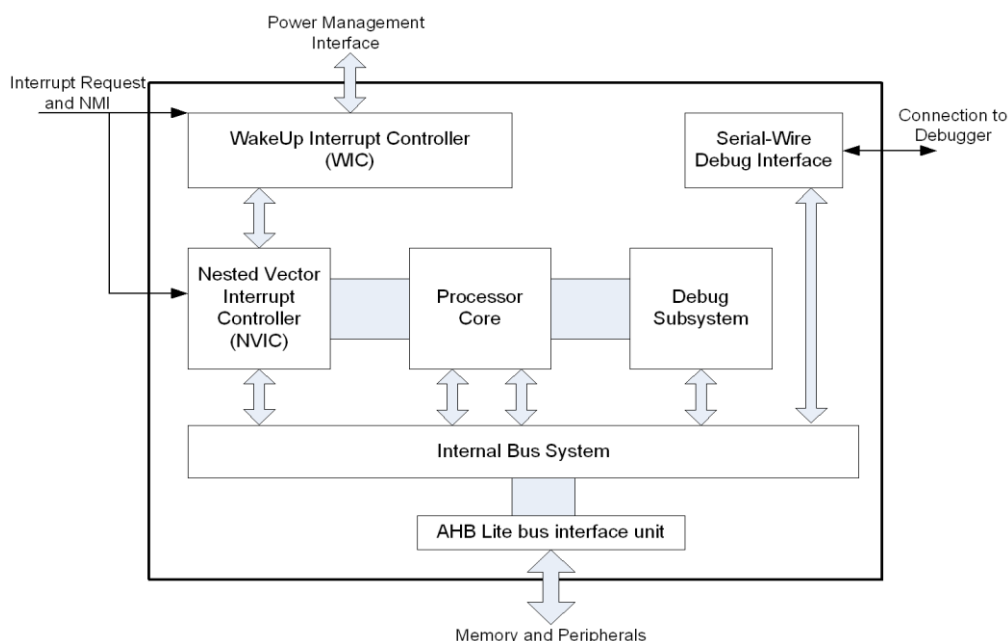 Power Management
Interface
Interrupt Request
and NMI
WakeUp Interrupt Controller
(WIC)
Serial-Wire
Debug Interface
Connection to
Debugger
Nested Vector
Interrupt
Controller
(NVIC)
Processor
Core
Debug
Subsystem
Internal Bus System
AHB Lite bus interface unit
Memory and Peripherals